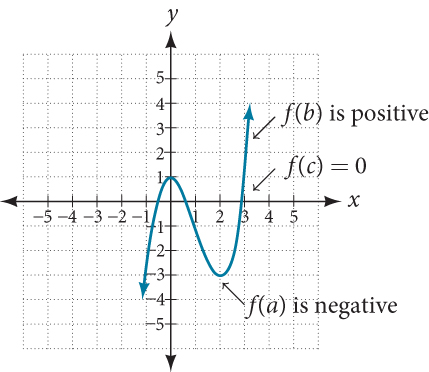 y
5
4
3
2
1
f(b) is positive
f(c) = 0
x
−5 −4 −3 −2 −1 1 2 3 4 5
−1
−2
−3
−4
−5
f(a) is negative